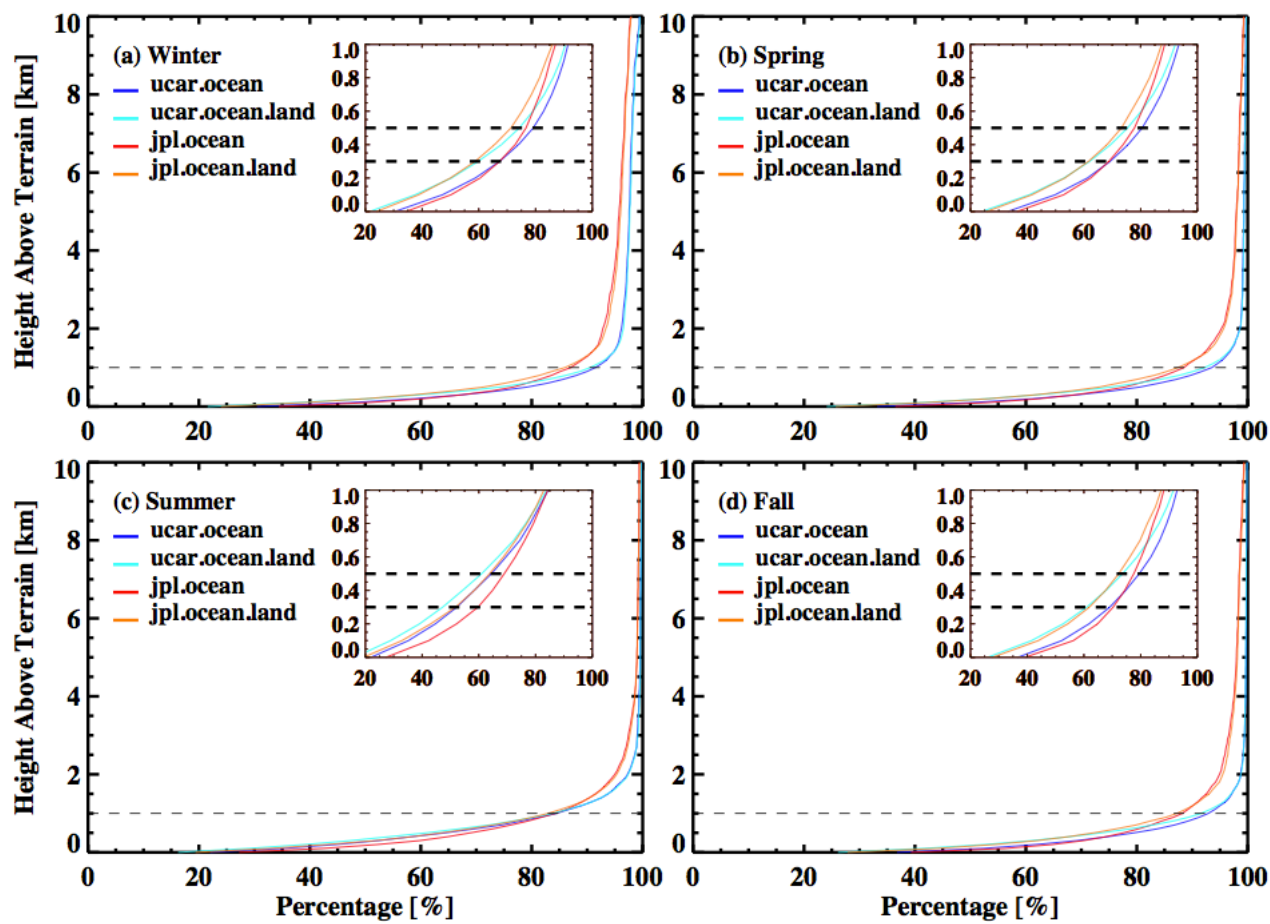 10
8
6
4
2
0
Height Above Terrain [km]
(a) Winter
ucar.ocean
ucar.ocean.land
jpl.ocean
jpl.ocean.land
1.0
0.8
0.6
0.4
0.2
0.0
20 40 60 80 100
0 20 40 60 80 100
10
8
6
4
2
0
(b) Spring
ucar.ocean
ucar.ocean.land
jpl.ocean
jpl.ocean.land
1.0
0.8
0.6
0.4
0.2
0.0
20 40 60 80 100
0 20 40 60 80 100
10
8
6
4
2
0
Height Above Terrain [km]
(c) Summer
ucar.ocean
ucar.ocean.land
jpl.ocean
jpl.ocean.land
1.0
0.8
0.6
0.4
0.2
0.0
20 40 60 80 100
0 20 40 60 80 100
Percentage [%]
10
8
6
4
2
0
(d) Fall
ucar.ocean
ucar.ocean.land
jpl.ocean
jpl.ocean.land
1.0
0.8
0.6
0.4
0.2
0.0
20 40 60 80 100
0 20 40 60 80 100
Percentage [%]